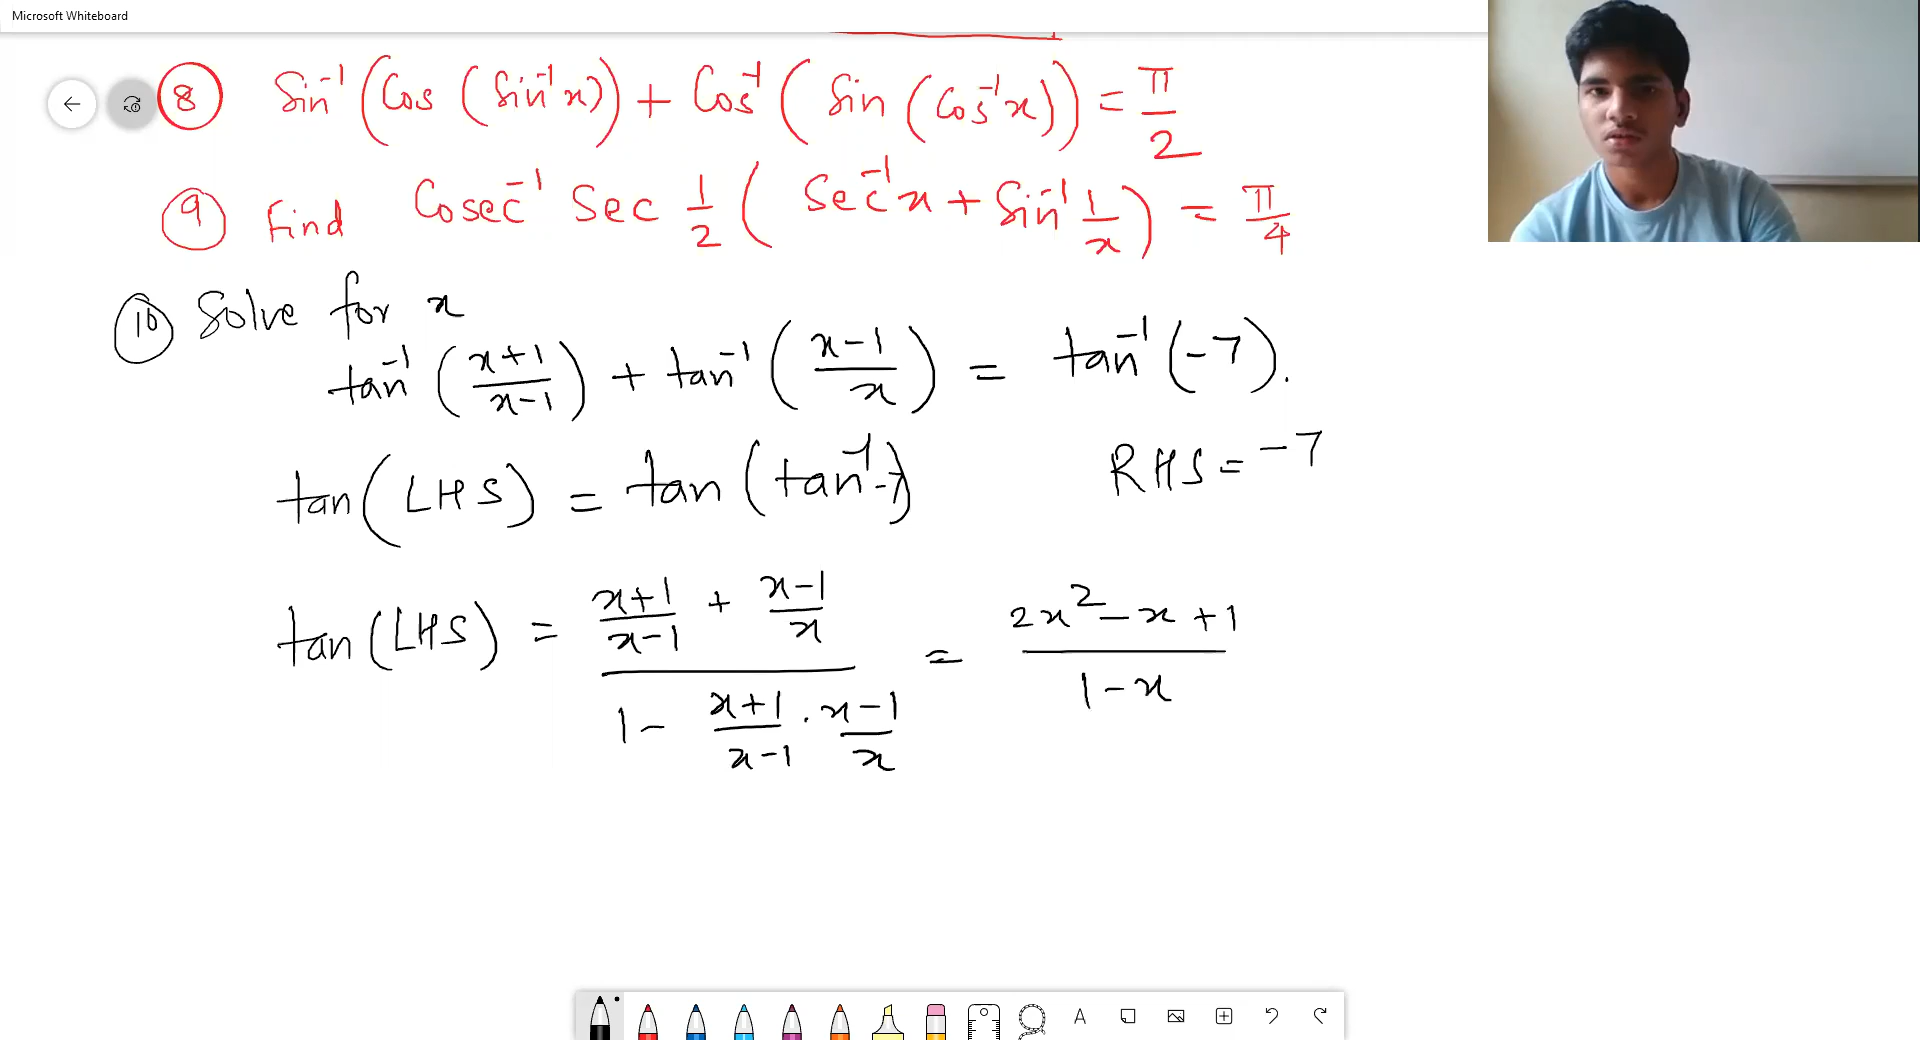 Microsoft Whiteboard
8 Sin⁻¹(Cos(Sin⁻¹x)) + Cos⁻¹(Sin(Cos⁻¹x)) = π/2
9 Find Cosec⁻¹ Sec 1/2 (Sec⁻¹x + Sin⁻¹ 1/x) = π/4
10 Solve for x
tan⁻¹((x+1)/(x-1)) + tan⁻¹((x-1)/x) = tan⁻¹(-7).
tan(LHS) = tan(tan⁻¹-7) RHS = -7
tan(LHS) = ((x+1)/(x-1) + (x-1)/x)/(1 - (x+1)/(x-1) . (x-1)/x) = (2x²-x+1)/(1-x)
A